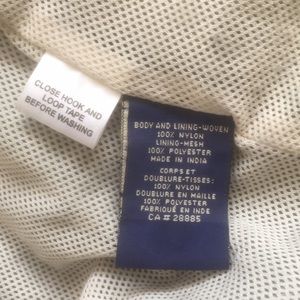 CLOSE HOOK AND
LOOP TAPE
BEFORE WASHING
BODY AND LINING-WOVEN
100% NYLON
LINING-MESH
100% POLYESTER
MADE IN INDIA
CORPS ET
DOUBLURE-TISSES:
100% NYLON
DOUBLURE EN MAILLE
100% POLYESTER
FABRIQUÉ EN INDE
CA# 28885